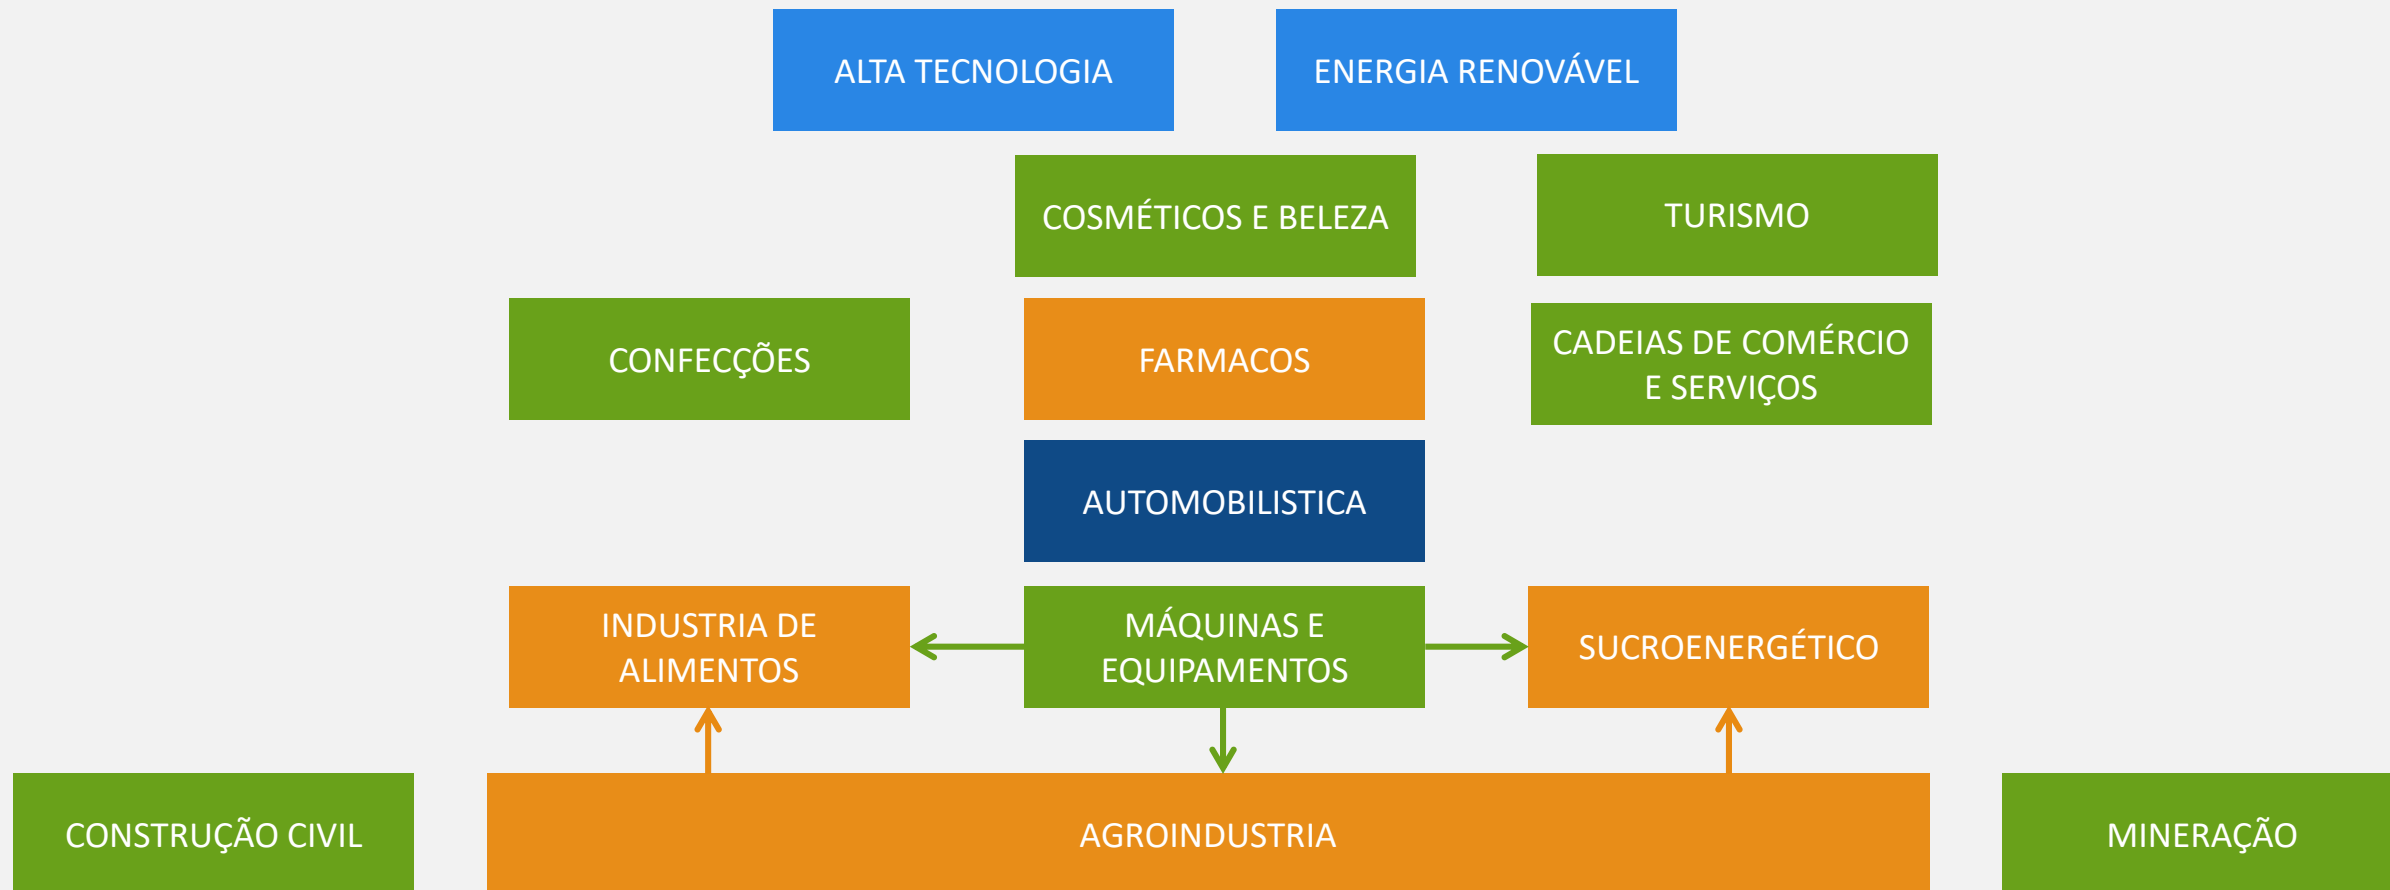 ALTA TECNOLOGIA
ENERGIA RENOVÁVEL
COSMÉTICOS E BELEZA
TURISMO
CONFECÇÕES
FARMACOS
CADEIAS DE COMÉRCIO
E SERVIÇOS
AUTOMOBILISTICA
INDUSTRIA DE
ALIMENTOS
MÁQUINAS E
EQUIPAMENTOS
SUCROENERGÉTICO
CONSTRUÇÃO CIVIL
AGROINDUSTRIA
MINERAÇÃO